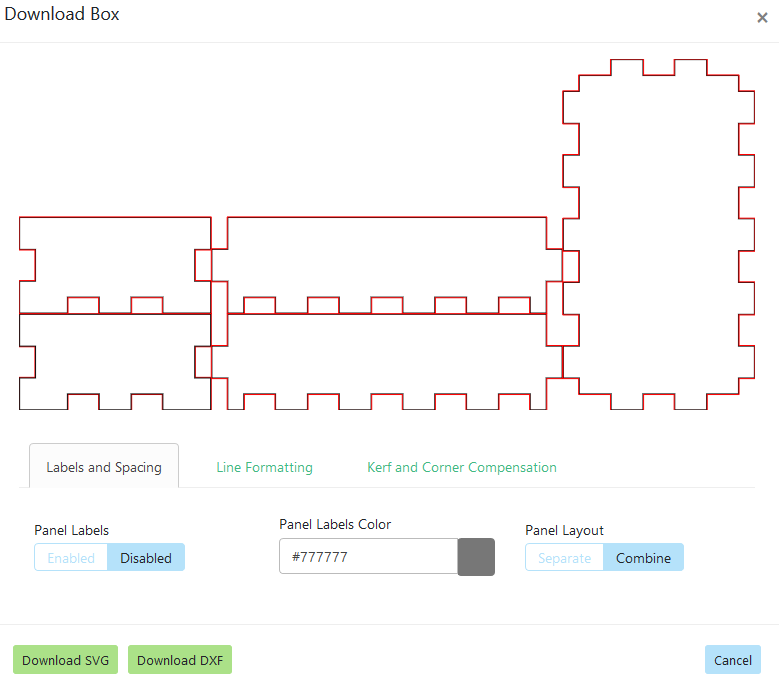 Download Box ×
Labels and Spacing Line Formatting Kerf and Corner Compensation
Panel Labels Panel Labels Color Panel Layout
Enabled Disabled #777777 Separate Combine
Download SVG Download DXF Cancel